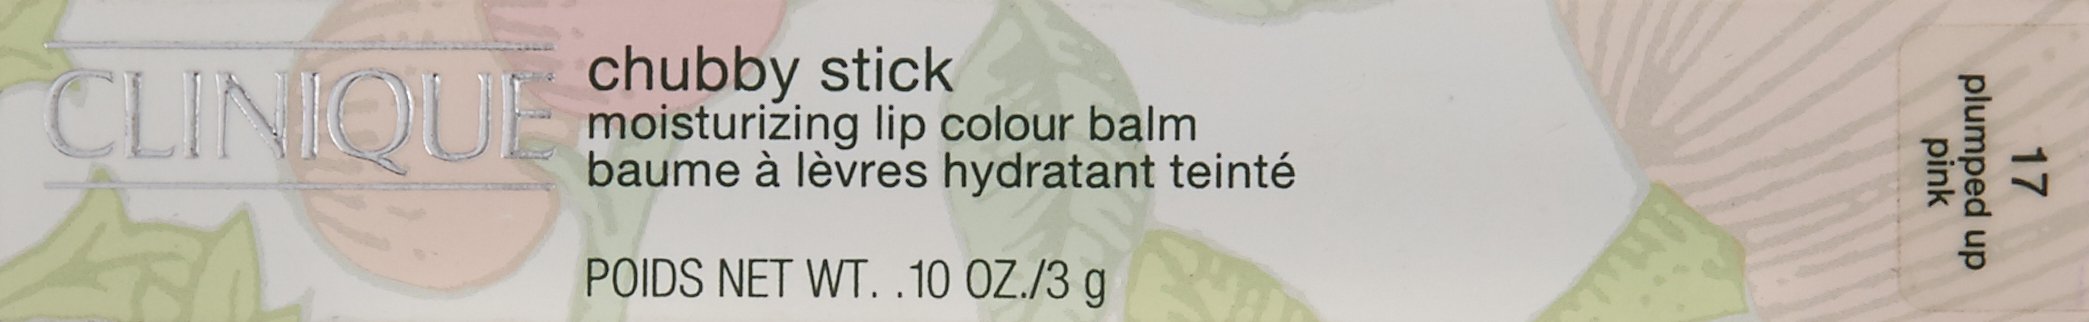 CLINIQUE
chubby stick
moisturizing lip colour balm
baume à lèvres hydratant teinté
POIDS NET WT. .10 OZ./3 g
17
plumped up
pink